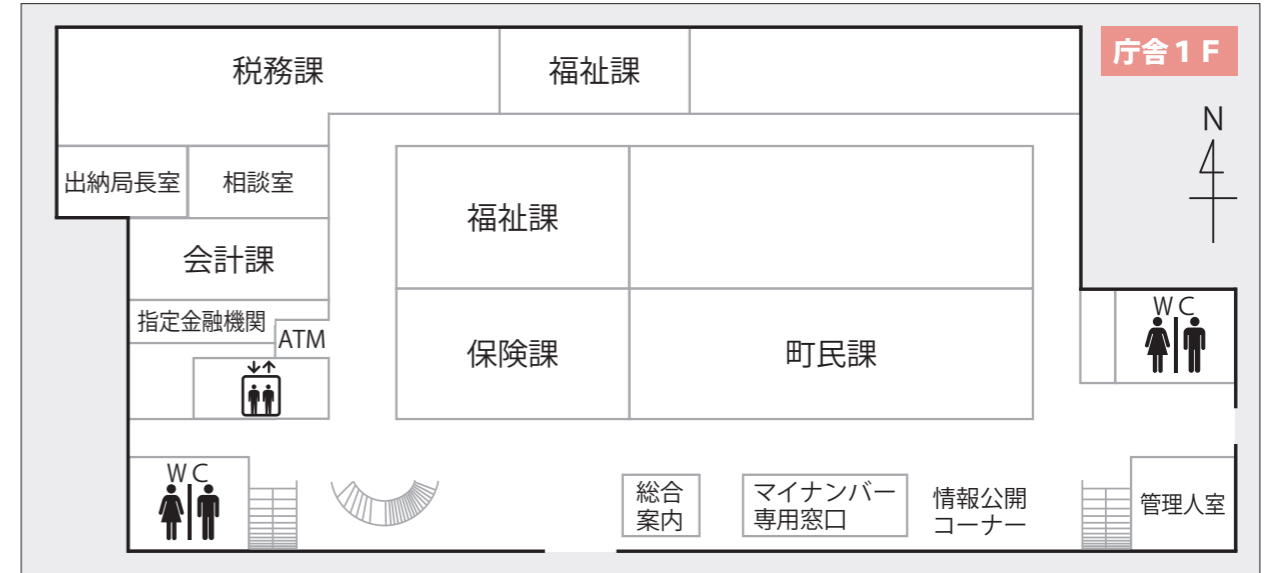 庁舎1F
N
税務課
福祉課
出納局長室
相談室
福祉課
会計課
指定金融機関
ATM
保険課
町民課
WC
WC
総合
案内
マイナンバー
専用窓口
情報公開
コーナー
管理人室